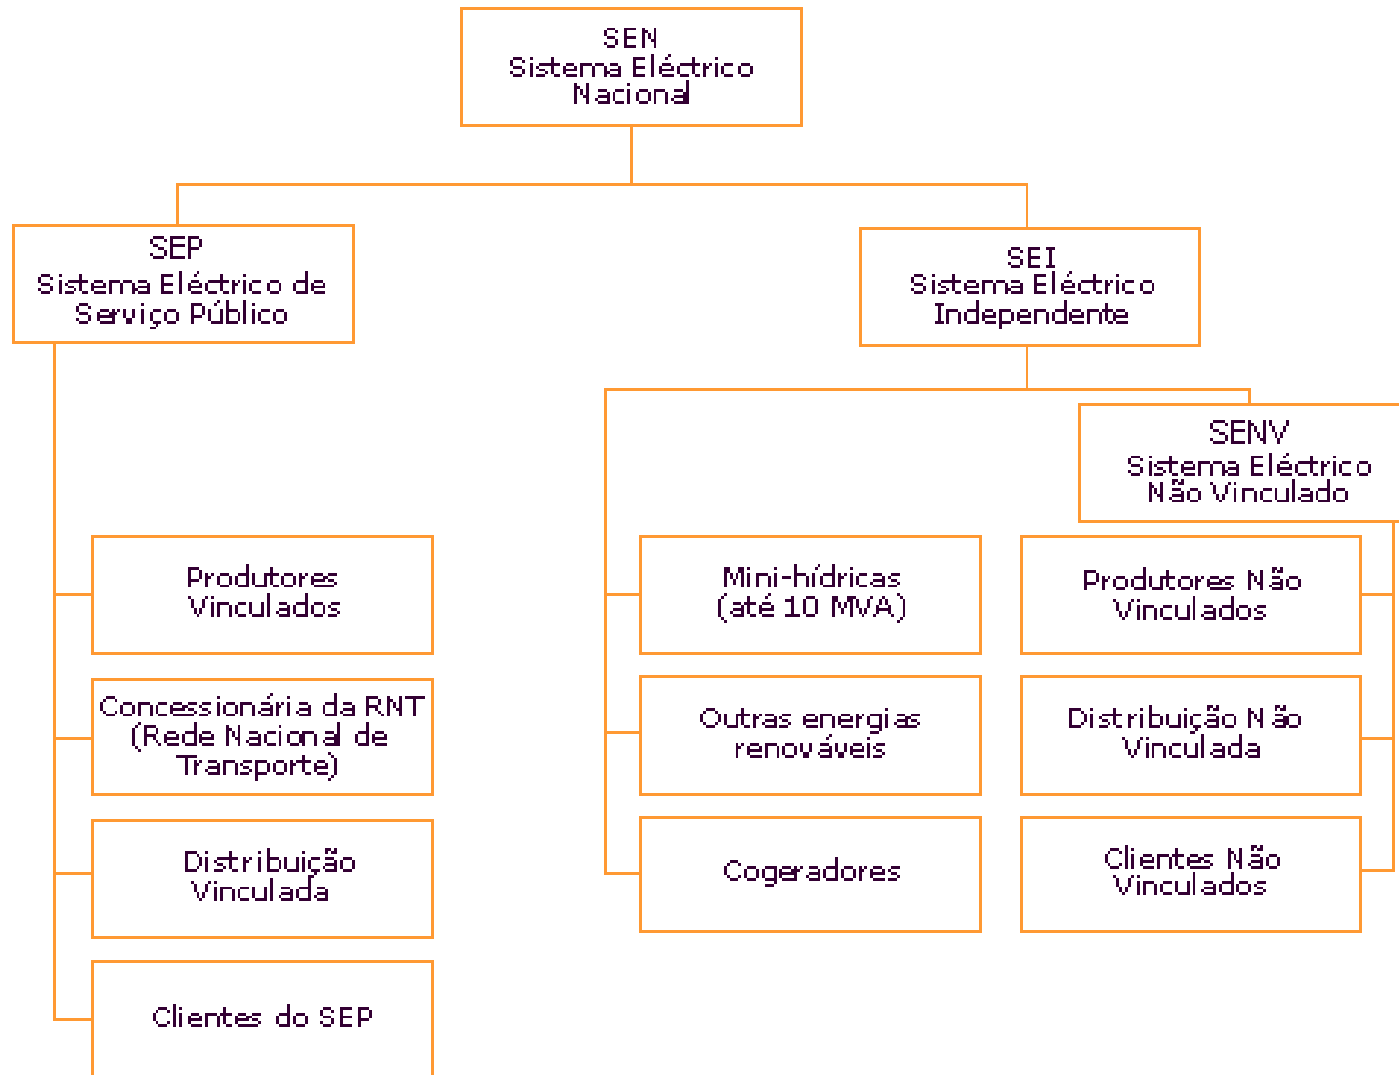 SEN
Sistema Eléctrico
Nacional
SEP
Sistema Eléctrico de
Serviço Público
SEI
Sistema Eléctrico
Independente
SENV
Sistema Eléctrico
Não Vinculado
Produtores
Vinculados
Concessionária da RNT
(Rede Nacional de
Transporte)
Distribuição
Vinculada
Clientes do SEP
Mini-hídricas
(até 10 MVA)
Outras energias
renováveis
Cogeradores
Produtores Não
Vinculados
Distribuição Não
Vinculada
Clientes Não
Vinculados